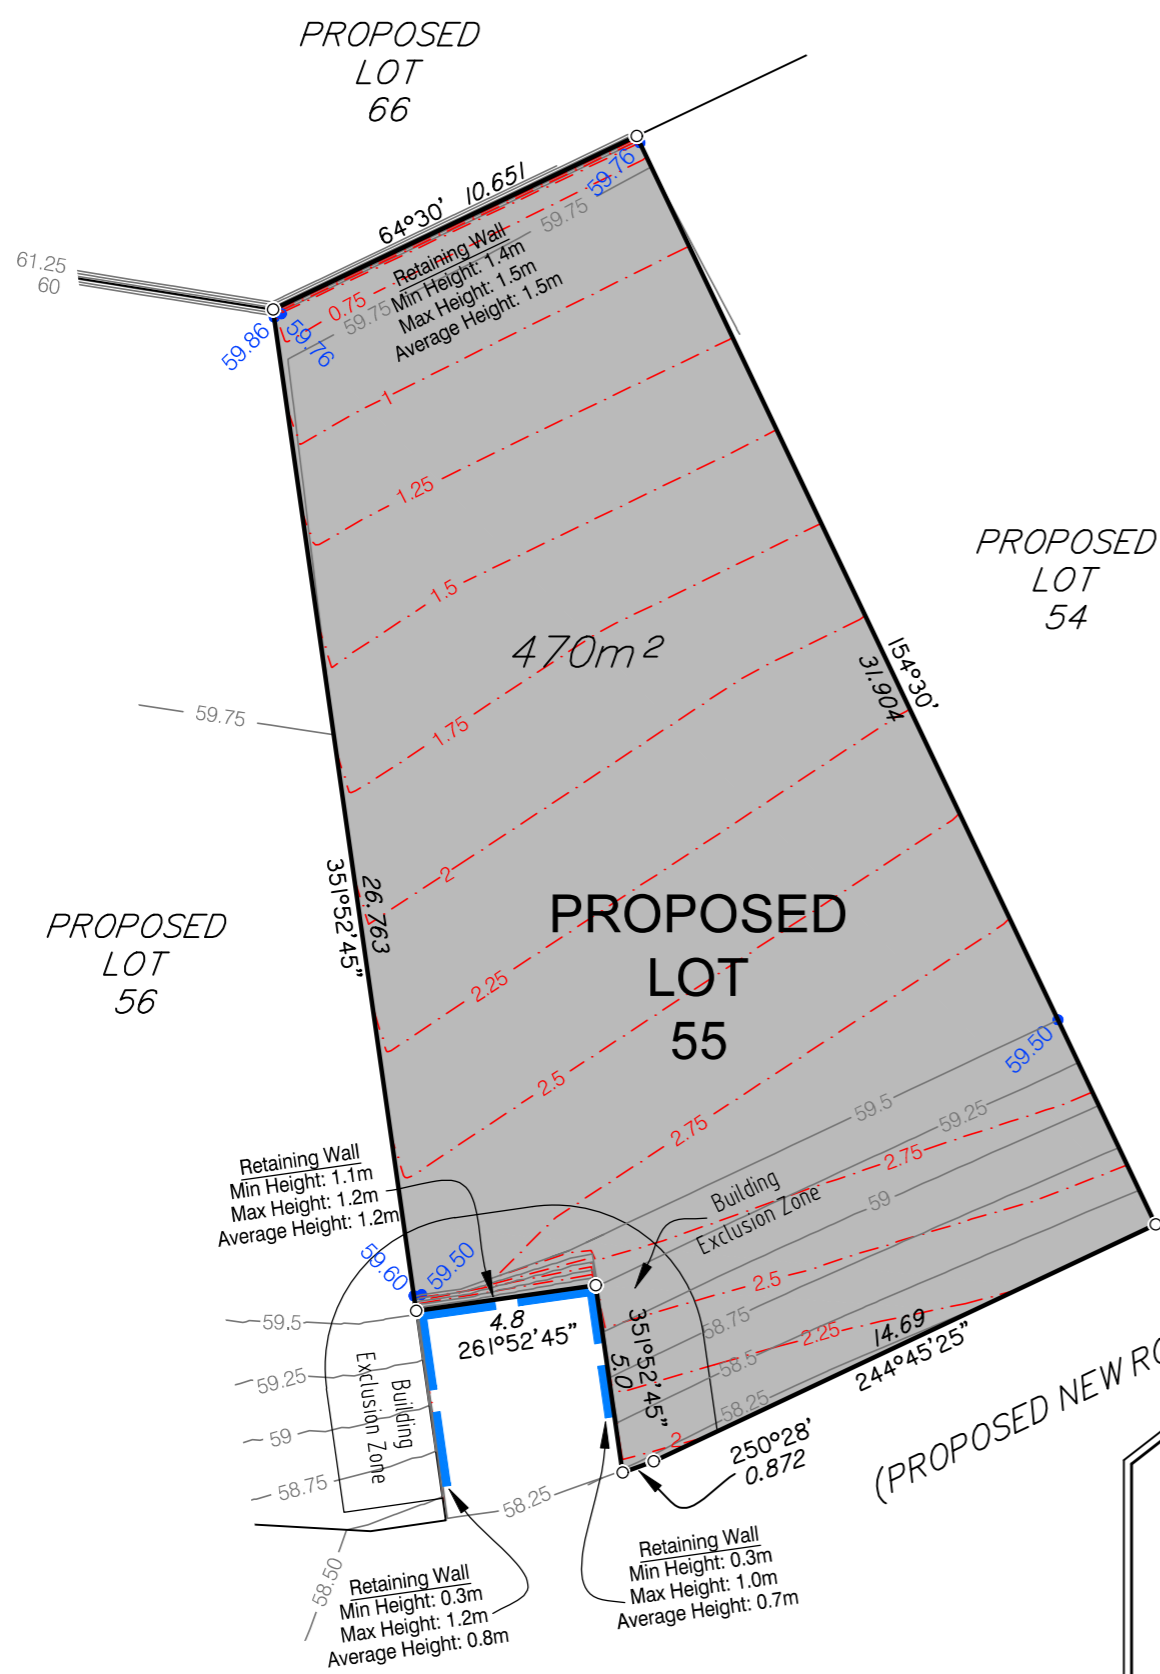 PROPOSED
LOT
66
64°30' 10.651
59.76
59.75
61.25
60
Retaining Wall
Min Height: 1.4m
Max Height: 1.5m
Average Height: 1.5m
0.75
59.75
59.86
59.76
1
1.25
1.5
PROPOSED
LOT
54
470m²
154°30'
31.904
59.75
1.75
2
351°52'45"
26.763
PROPOSED
LOT
56
PROPOSED
LOT
55
2.25
2.5
59.50
2.75
59.5
59.25
2.75
59
Retaining Wall
Min Height: 1.1m
Max Height: 1.2m
Average Height: 1.2m
Building
Exclusion Zone
59.60
59.50
2.5
59.5
4.8
261°52'45"
351°52'45"
5.0
58.75
2.25
14.69
244°45'25"
59.25
Building
Exclusion Zone
58.5
58.25
59
2
250°28'
0.872
(PROPOSED NEW RO
58.75
58.25
58.50
Retaining Wall
Min Height: 0.3m
Max Height: 1.2m
Average Height: 0.8m
Retaining Wall
Min Height: 0.3m
Max Height: 1.0m
Average Height: 0.7m